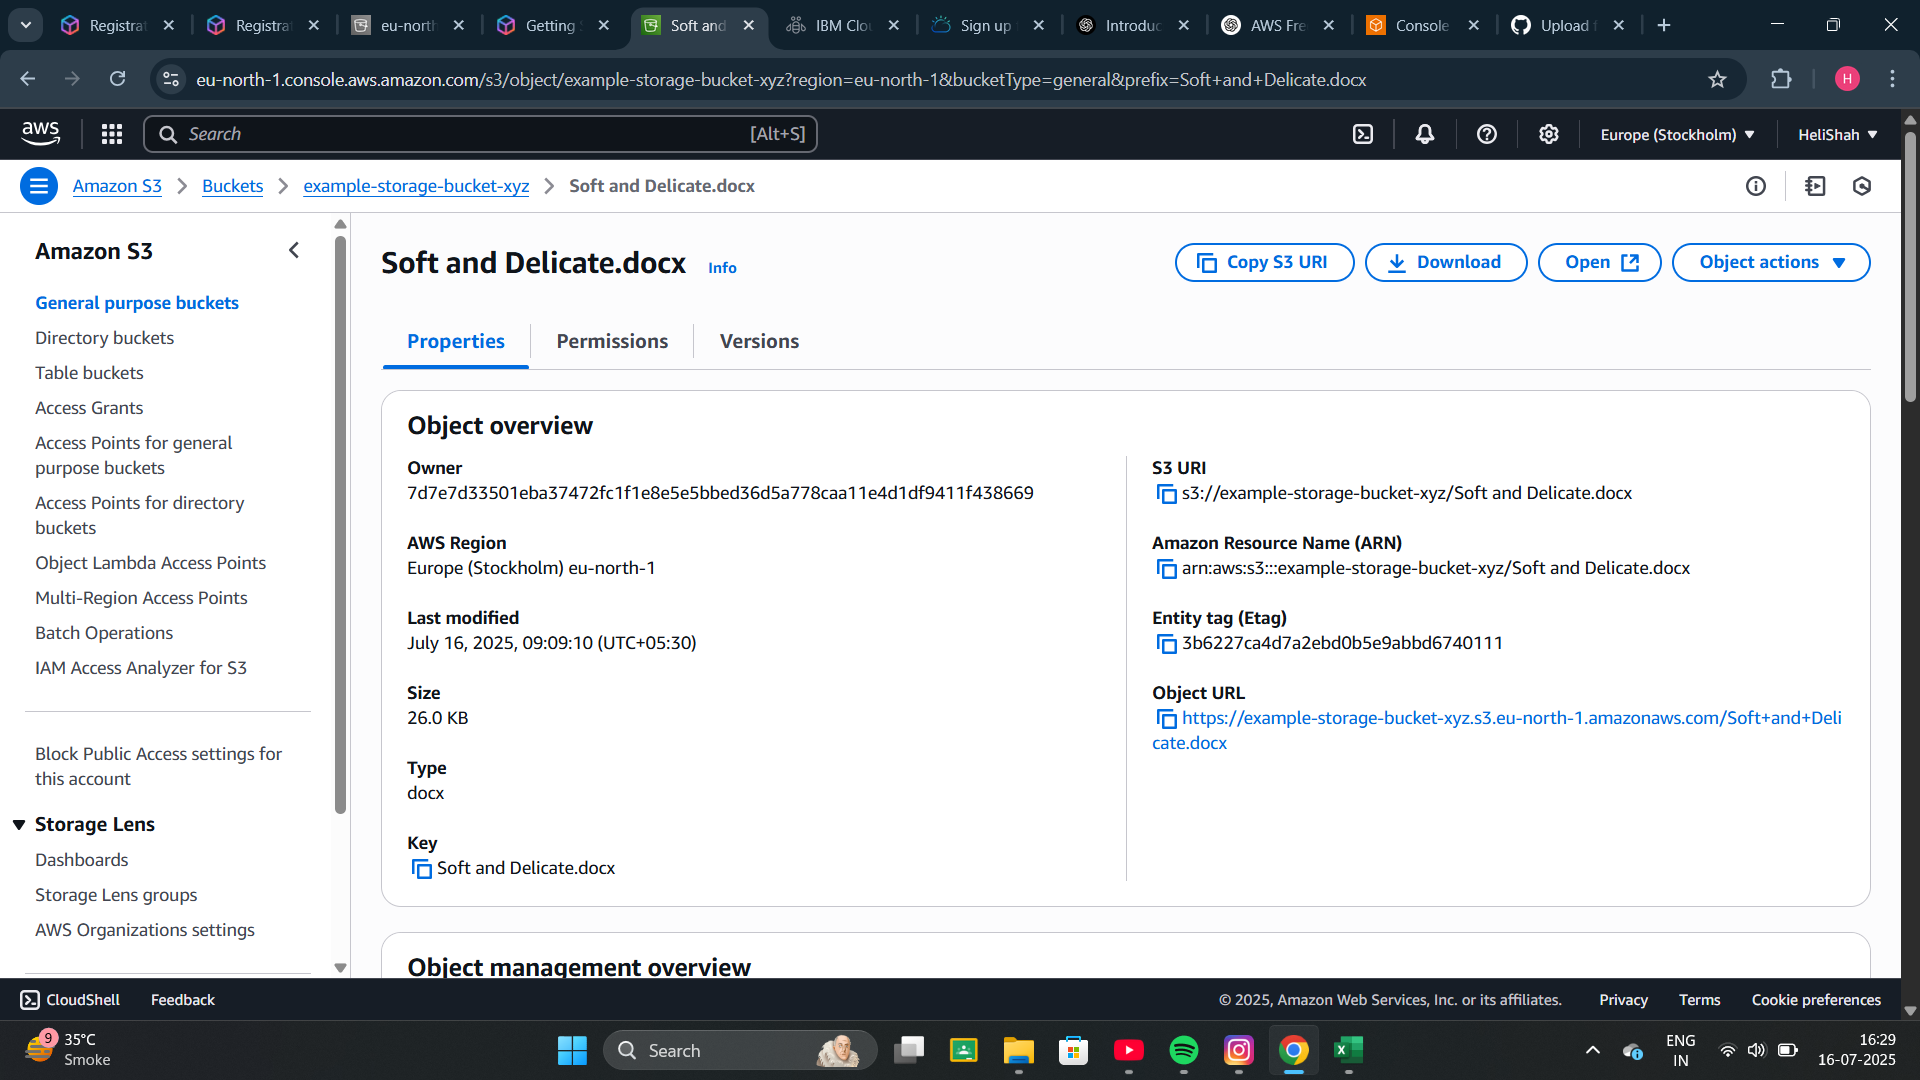 Registrat
Registrat
eu-north
Getting S
Soft and
IBM Clou
Sign up f
Introduc
AWS Free
Console
Upload f
eu-north-1.console.aws.amazon.com/s3/object/example-storage-bucket-xyz?region=eu-north-1&bucketType=general&prefix=Soft+and+Delicate.docx
H
aws
Search
[Alt+S]
Europe (Stockholm)
HeliShah
Amazon S3
Buckets
example-storage-bucket-xyz
Soft and Delicate.docx
Amazon S3
General purpose buckets
Directory buckets
Table buckets
Access Grants
Access Points for general
purpose buckets
Access Points for directory
buckets
Object Lambda Access Points
Multi-Region Access Points
Batch Operations
IAM Access Analyzer for S3
Block Public Access settings for
this account
Storage Lens
Dashboards
Storage Lens groups
AWS Organizations settings
Soft and Delicate.docx Info
Copy S3 URI
Download
Open
Object actions
Properties
Permissions
Versions
Object overview
Owner
7d7e7d33501eba37472fc1f1e8e5e5bbed36d5a778caa11e4d1df9411f438669
AWS Region
Europe (Stockholm) eu-north-1
Last modified
July 16, 2025, 09:09:10 (UTC+05:30)
Size
26.0 KB
Type
docx
Key
Soft and Delicate.docx
S3 URI
s3://example-storage-bucket-xyz/Soft and Delicate.docx
Amazon Resource Name (ARN)
arn:aws:s3:::example-storage-bucket-xyz/Soft and Delicate.docx
Entity tag (Etag)
3b6227ca4d7a2ebd0b5e9abbd6740111
Object URL
https://example-storage-bucket-xyz.s3.eu-north-1.amazonaws.com/Soft+and+Deli
cate.docx
Object management overview
CloudShell
Feedback
© 2025, Amazon Web Services, Inc. or its affiliates.
Privacy
Terms
Cookie preferences
9
35°C
Smoke
Search
ENG
IN
16:29
16-07-2025